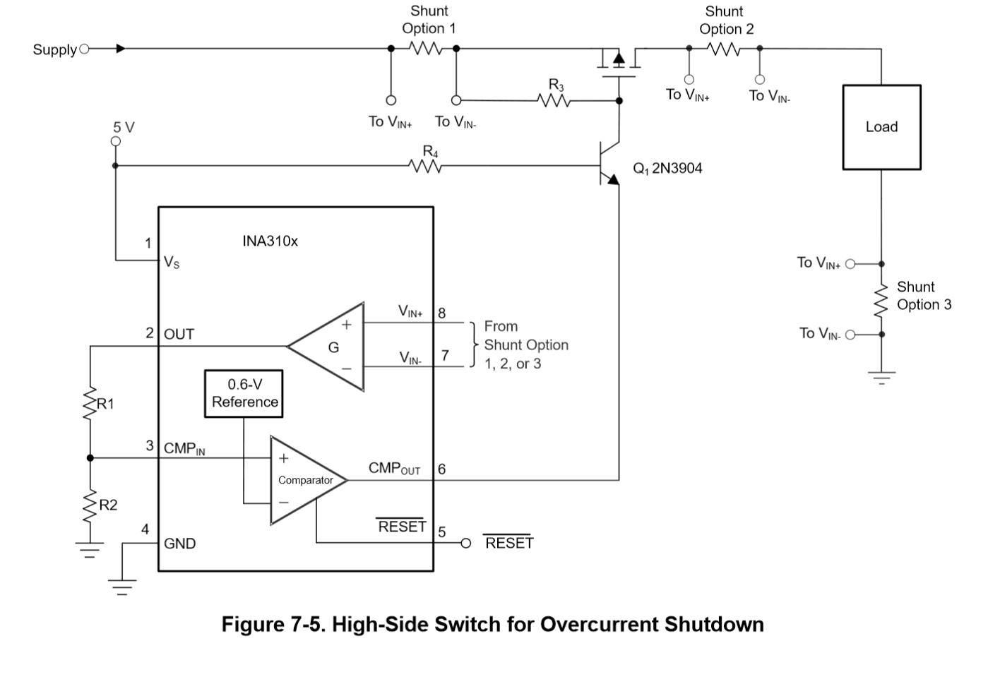 Shunt
Option 1
Shunt
Option 2
Supply
R3
To VIN+
To VIN-
To VIN+
To VIN-
5 V
R4
Load
Q1 2N3904
INA310x
1
VS
To VIN+
Shunt
Option 3
To VIN-
2
OUT
+
G
−
VIN+
8
VIN-
7
From
Shunt Option
1, 2, or 3
0.6-V
Reference
R1
3
CMPIN
+
Comparator
−
CMPOUT
6
R2
4
GND
RESET
5
RESET
Figure 7-5. High-Side Switch for Overcurrent Shutdown